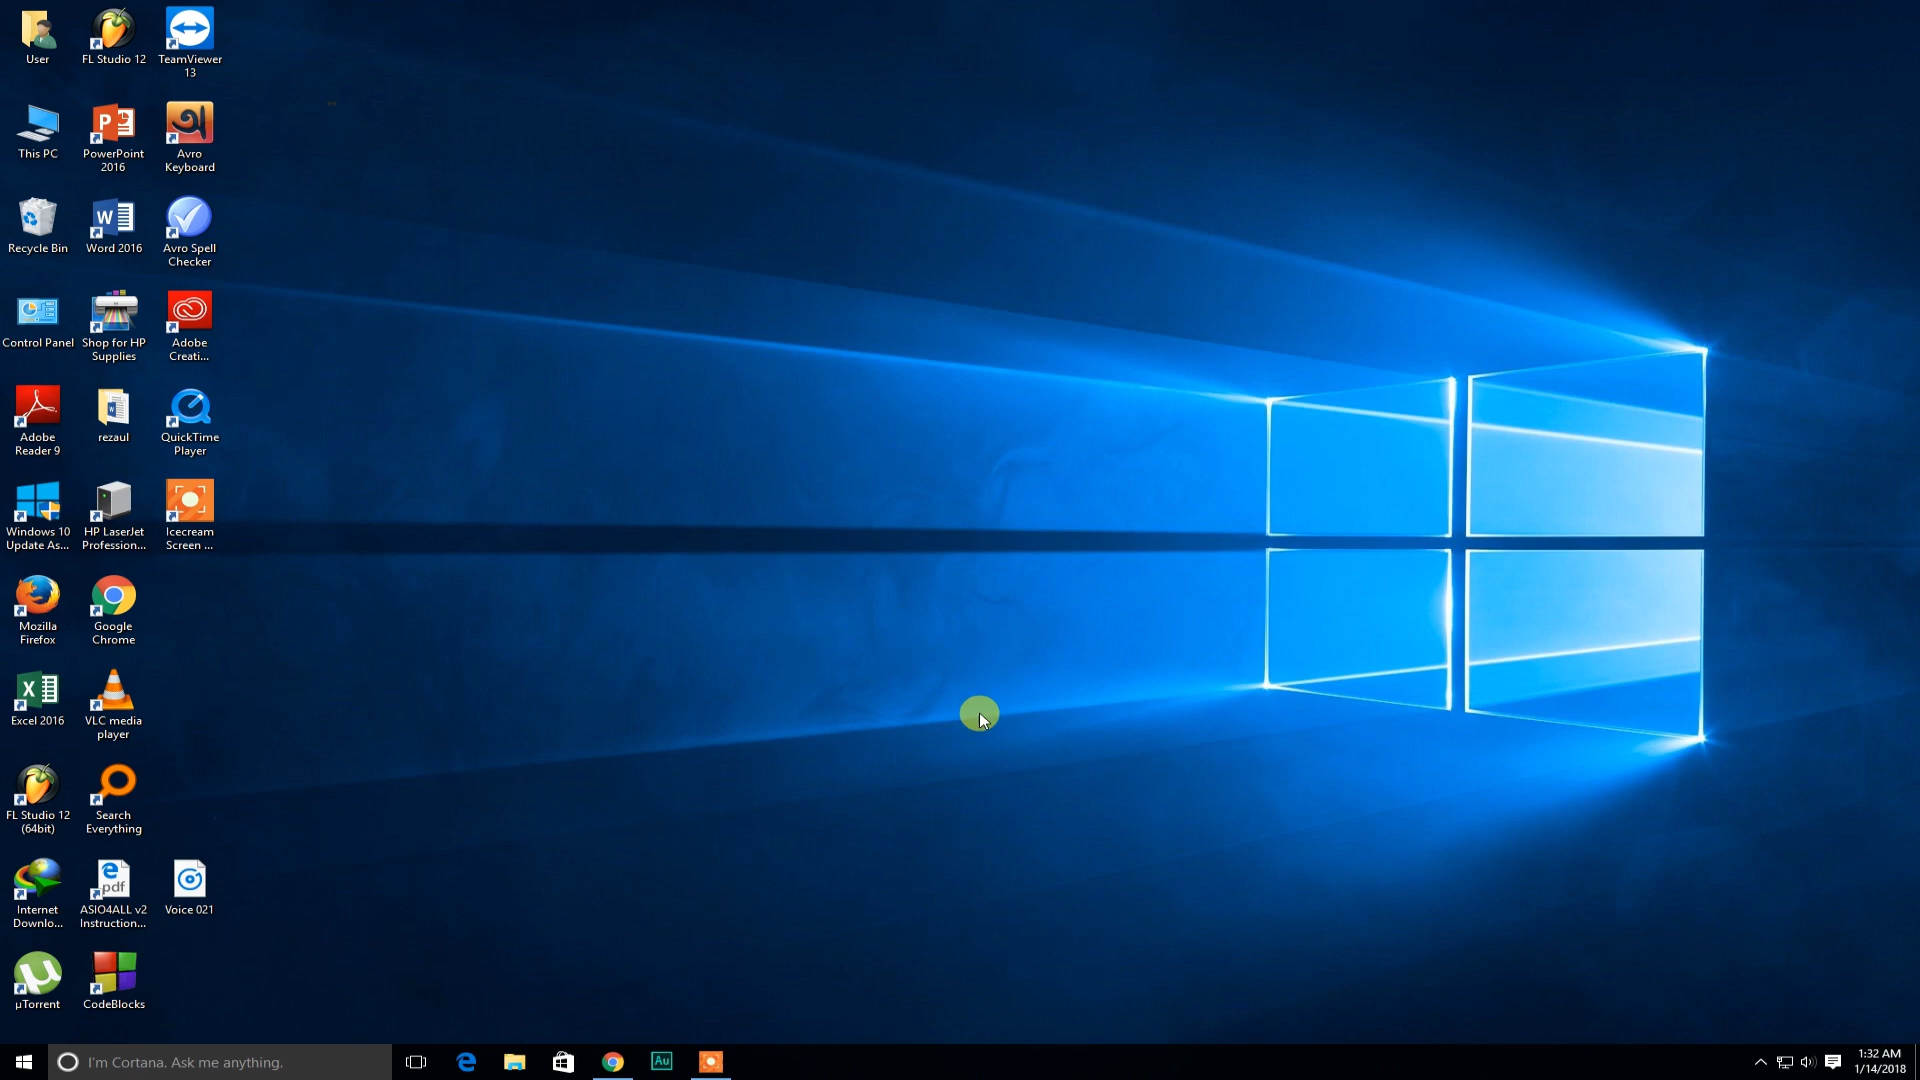 User
FL Studio 12
TeamViewer
13
This PC
PowerPoint
2016
Avro
Keyboard
Recycle Bin
Word 2016
Avro Spell
Checker
Control Panel
Shop for HP
Supplies
Adobe
Creati...
Adobe
Reader 9
rezaul
QuickTime
Player
Windows 10
Update As...
HP LaserJet
Profession...
Icecream
Screen ...
Mozilla
Firefox
Google
Chrome
Excel 2016
VLC media
player
FL Studio 12
(64bit)
Search
Everything
Internet
Downlo...
pdf
ASIO4ALL v2
Instruction...
Voice 021
µTorrent
CodeBlocks
I'm Cortana. Ask me anything.
Au
1:32 AM
1/14/2018